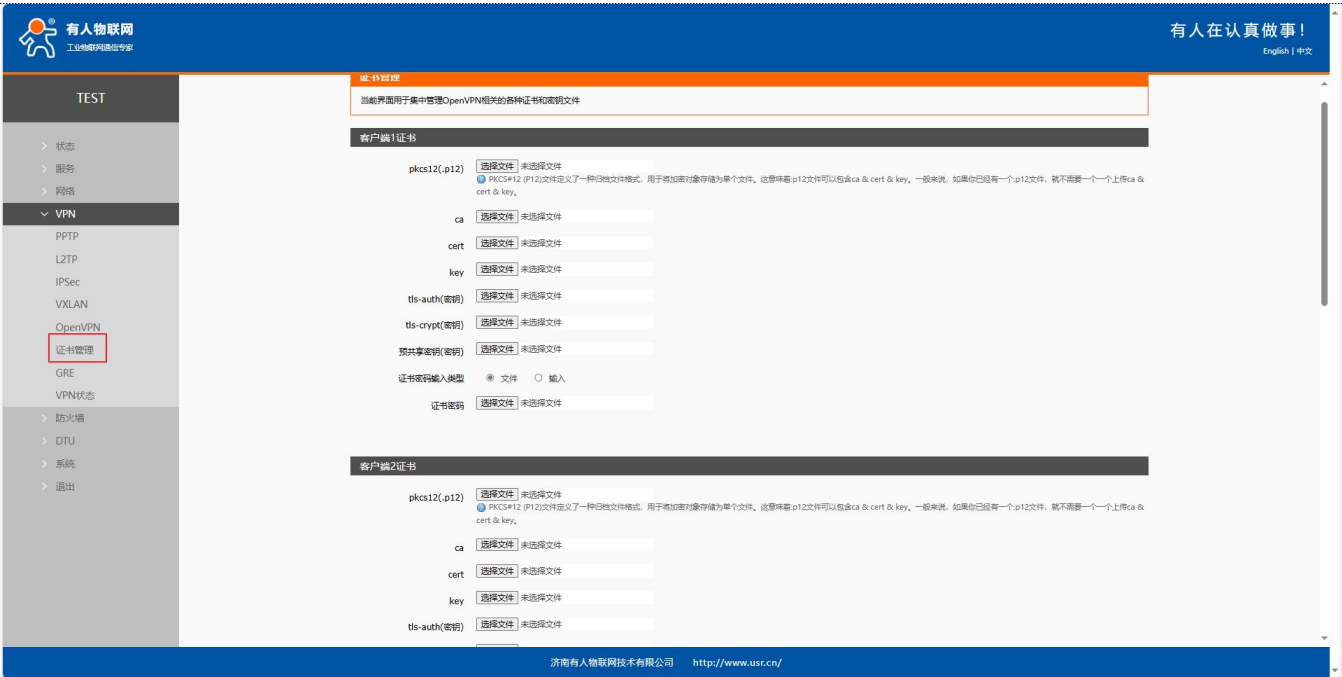 有人物联网
工业物联网通信专家
有人在认真做事！
English | 中文
TEST
状态
服务
网络
VPN
PPTP
L2TP
IPSec
VXLAN
OpenVPN
证书管理
GRE
VPN状态
防火墙
DTU
系统
退出
证书管理
当前界面用于集中管理OpenVPN相关的各种证书和密钥文件
客户端1证书
pkcs12(.p12) 选择文件 未选择文件
PKCS#12 (P12)文件定义了一种归档文件格式，用于将加密对象存储为单个文件。这意味着.p12文件可以包含ca & cert & key。一般来说，如果你已经有一个.p12文件，就不需要一个一个上传ca &
cert & key。
ca 选择文件 未选择文件
cert 选择文件 未选择文件
key 选择文件 未选择文件
tls-auth(密钥) 选择文件 未选择文件
tls-crypt(密钥) 选择文件 未选择文件
预共享密钥(密钥) 选择文件 未选择文件
证书密码输入类型 文件 输入
证书密码 选择文件 未选择文件
客户端2证书
pkcs12(.p12) 选择文件 未选择文件
PKCS#12 (P12)文件定义了一种归档文件格式，用于将加密对象存储为单个文件。这意味着.p12文件可以包含ca & cert & key。一般来说，如果你已经有一个.p12文件，就不需要一个一个上传ca &
cert & key。
ca 选择文件 未选择文件
cert 选择文件 未选择文件
key 选择文件 未选择文件
tls-auth(密钥) 选择文件 未选择文件
济南有人物联网技术有限公司 http://www.usr.cn/